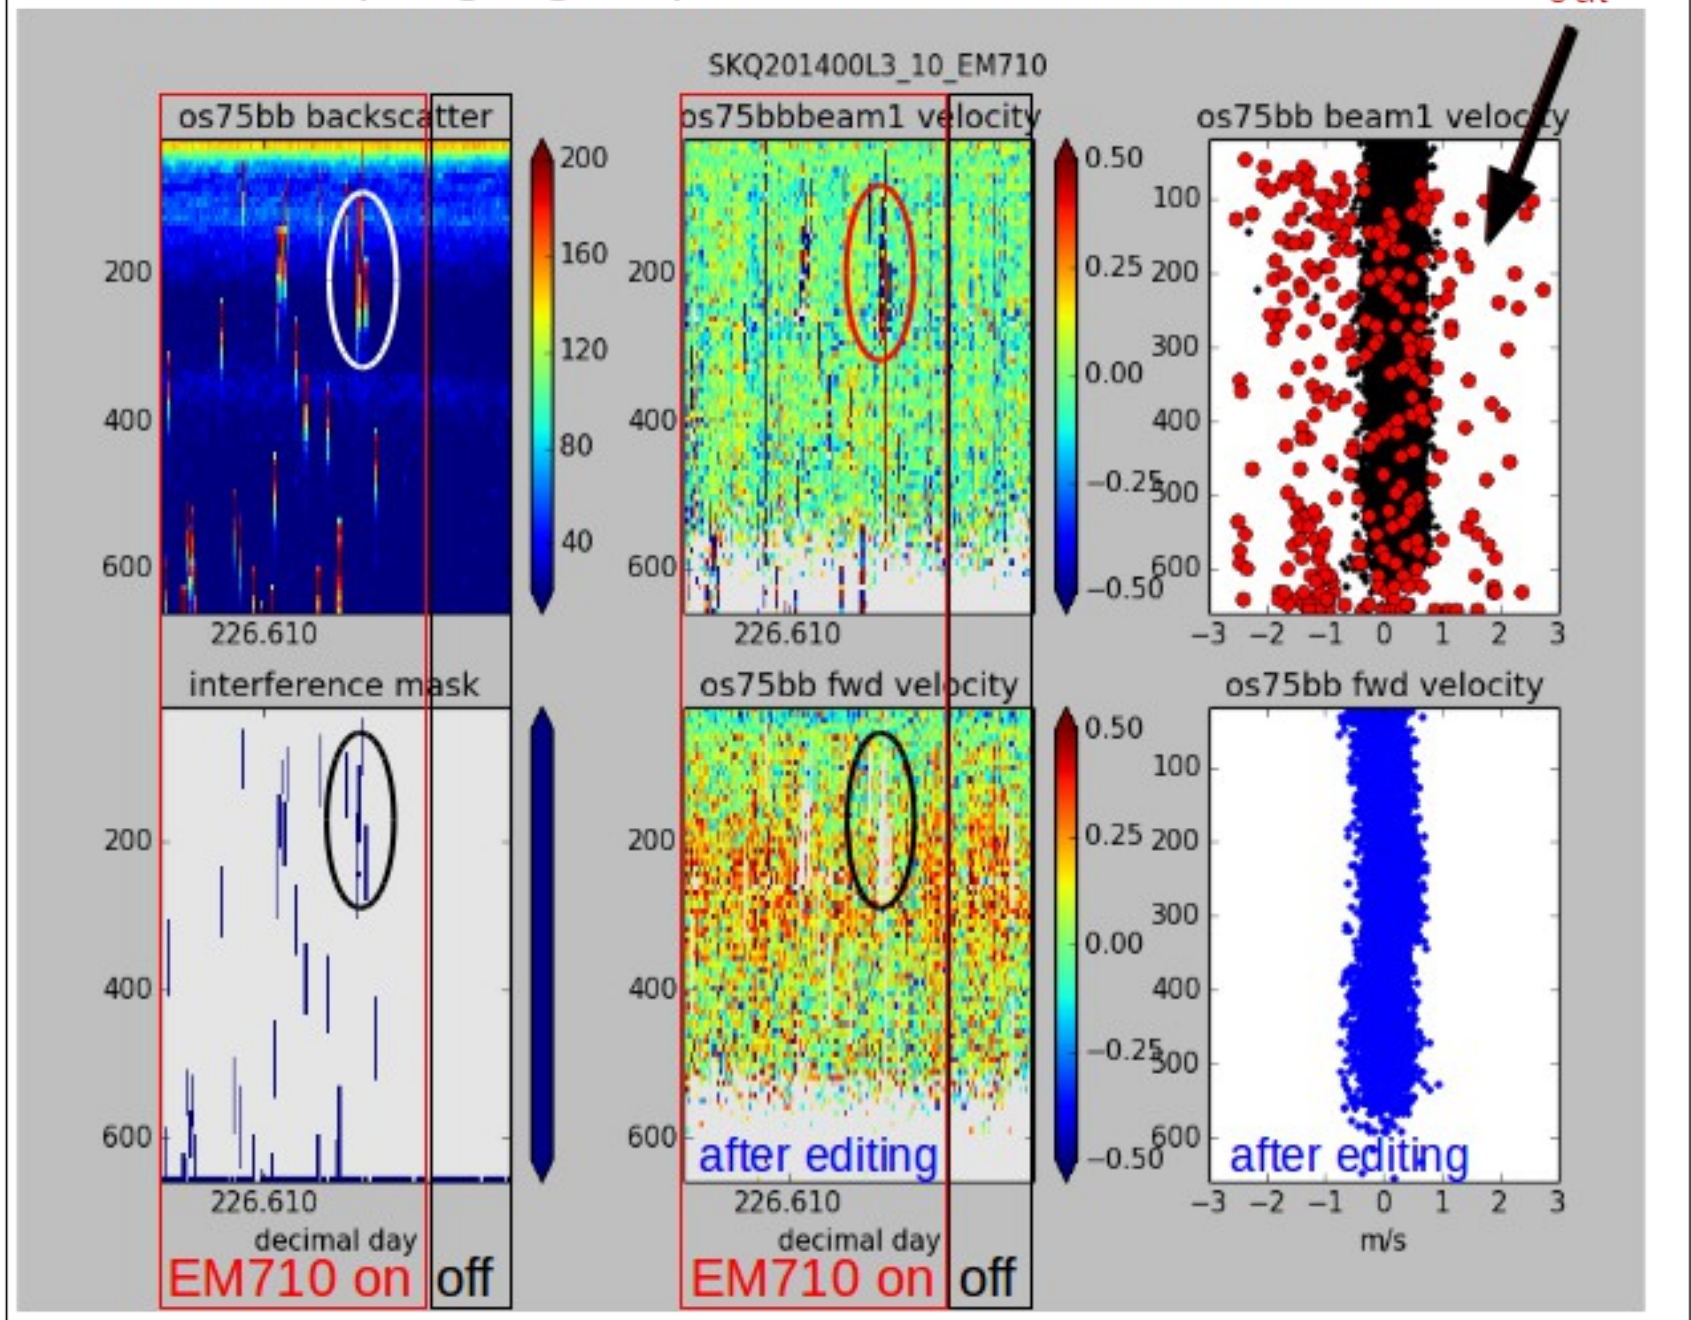 SKQ201400L3_10_EM710
os75bb backscatter
200
160
120
80
40
200
400
600
226.610
os75bbbeam1 velocity
0.50
0.25
0.00
−0.25
−0.50
200
400
600
226.610
os75bb beam1 velocity
100
200
300
400
500
600
−3 −2 −1 0 1 2 3
interference mask
200
400
600
226.610
decimal day
os75bb fwd velocity
0.50
0.25
0.00
−0.25
−0.50
200
400
600
after editing
226.610
decimal day
os75bb fwd velocity
100
200
300
400
500
600
after editing
−3 −2 −1 0 1 2 3
m/s
EM710 on off
EM710 on off